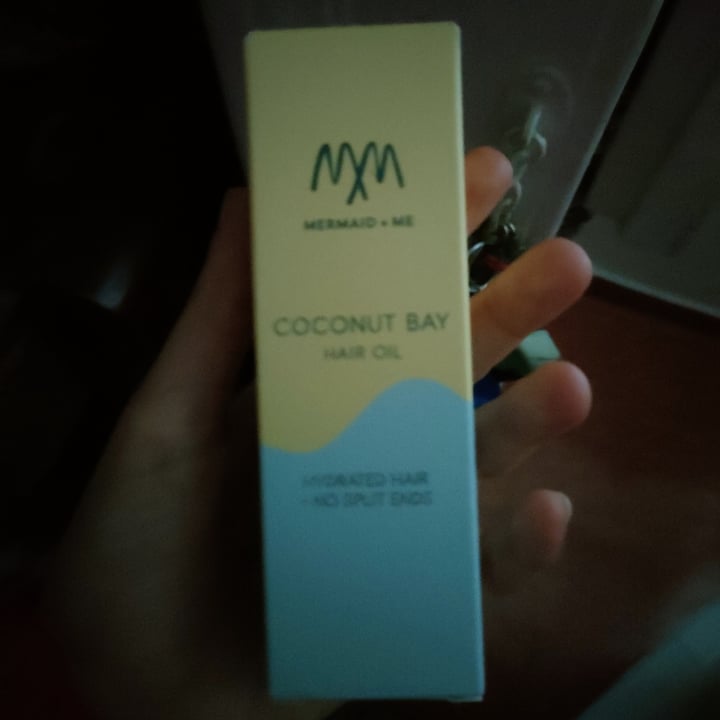 MXM
MERMAID + ME
COCONUT BAY
HAIR OIL
HYDRATED HAIR
- NO SPLIT ENDS